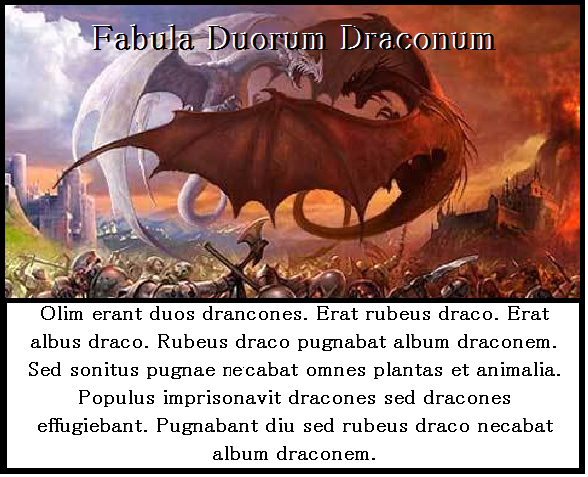 Fabula Duorum Draconum
Olim erant duos drancones. Erat rubeus draco. Erat
albus draco. Rubeus draco pugnabat album draconem.
Sed sonitus pugnae necabat omnes plantas et animalia.
Populus imprisonavit dracones sed dracones
effugiebant. Pugnabant diu sed rubeus draco necabat
album draconem.